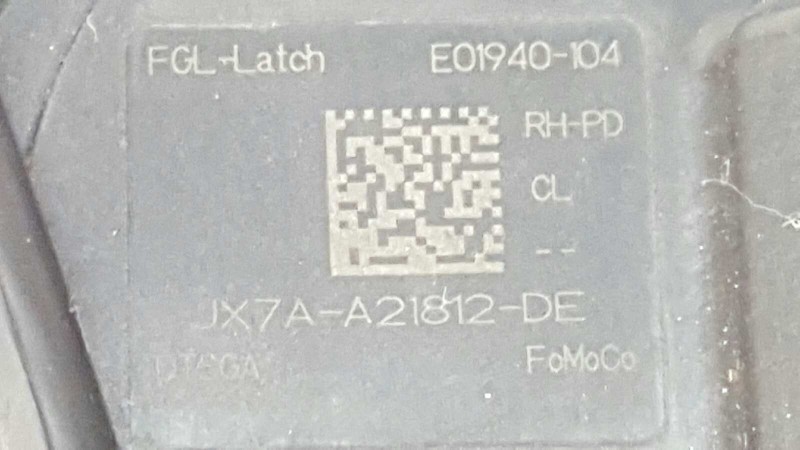 FGL-Latch E01940-104
RH-PD
CL
--
JX7A-A21812-DE
FoMoCo